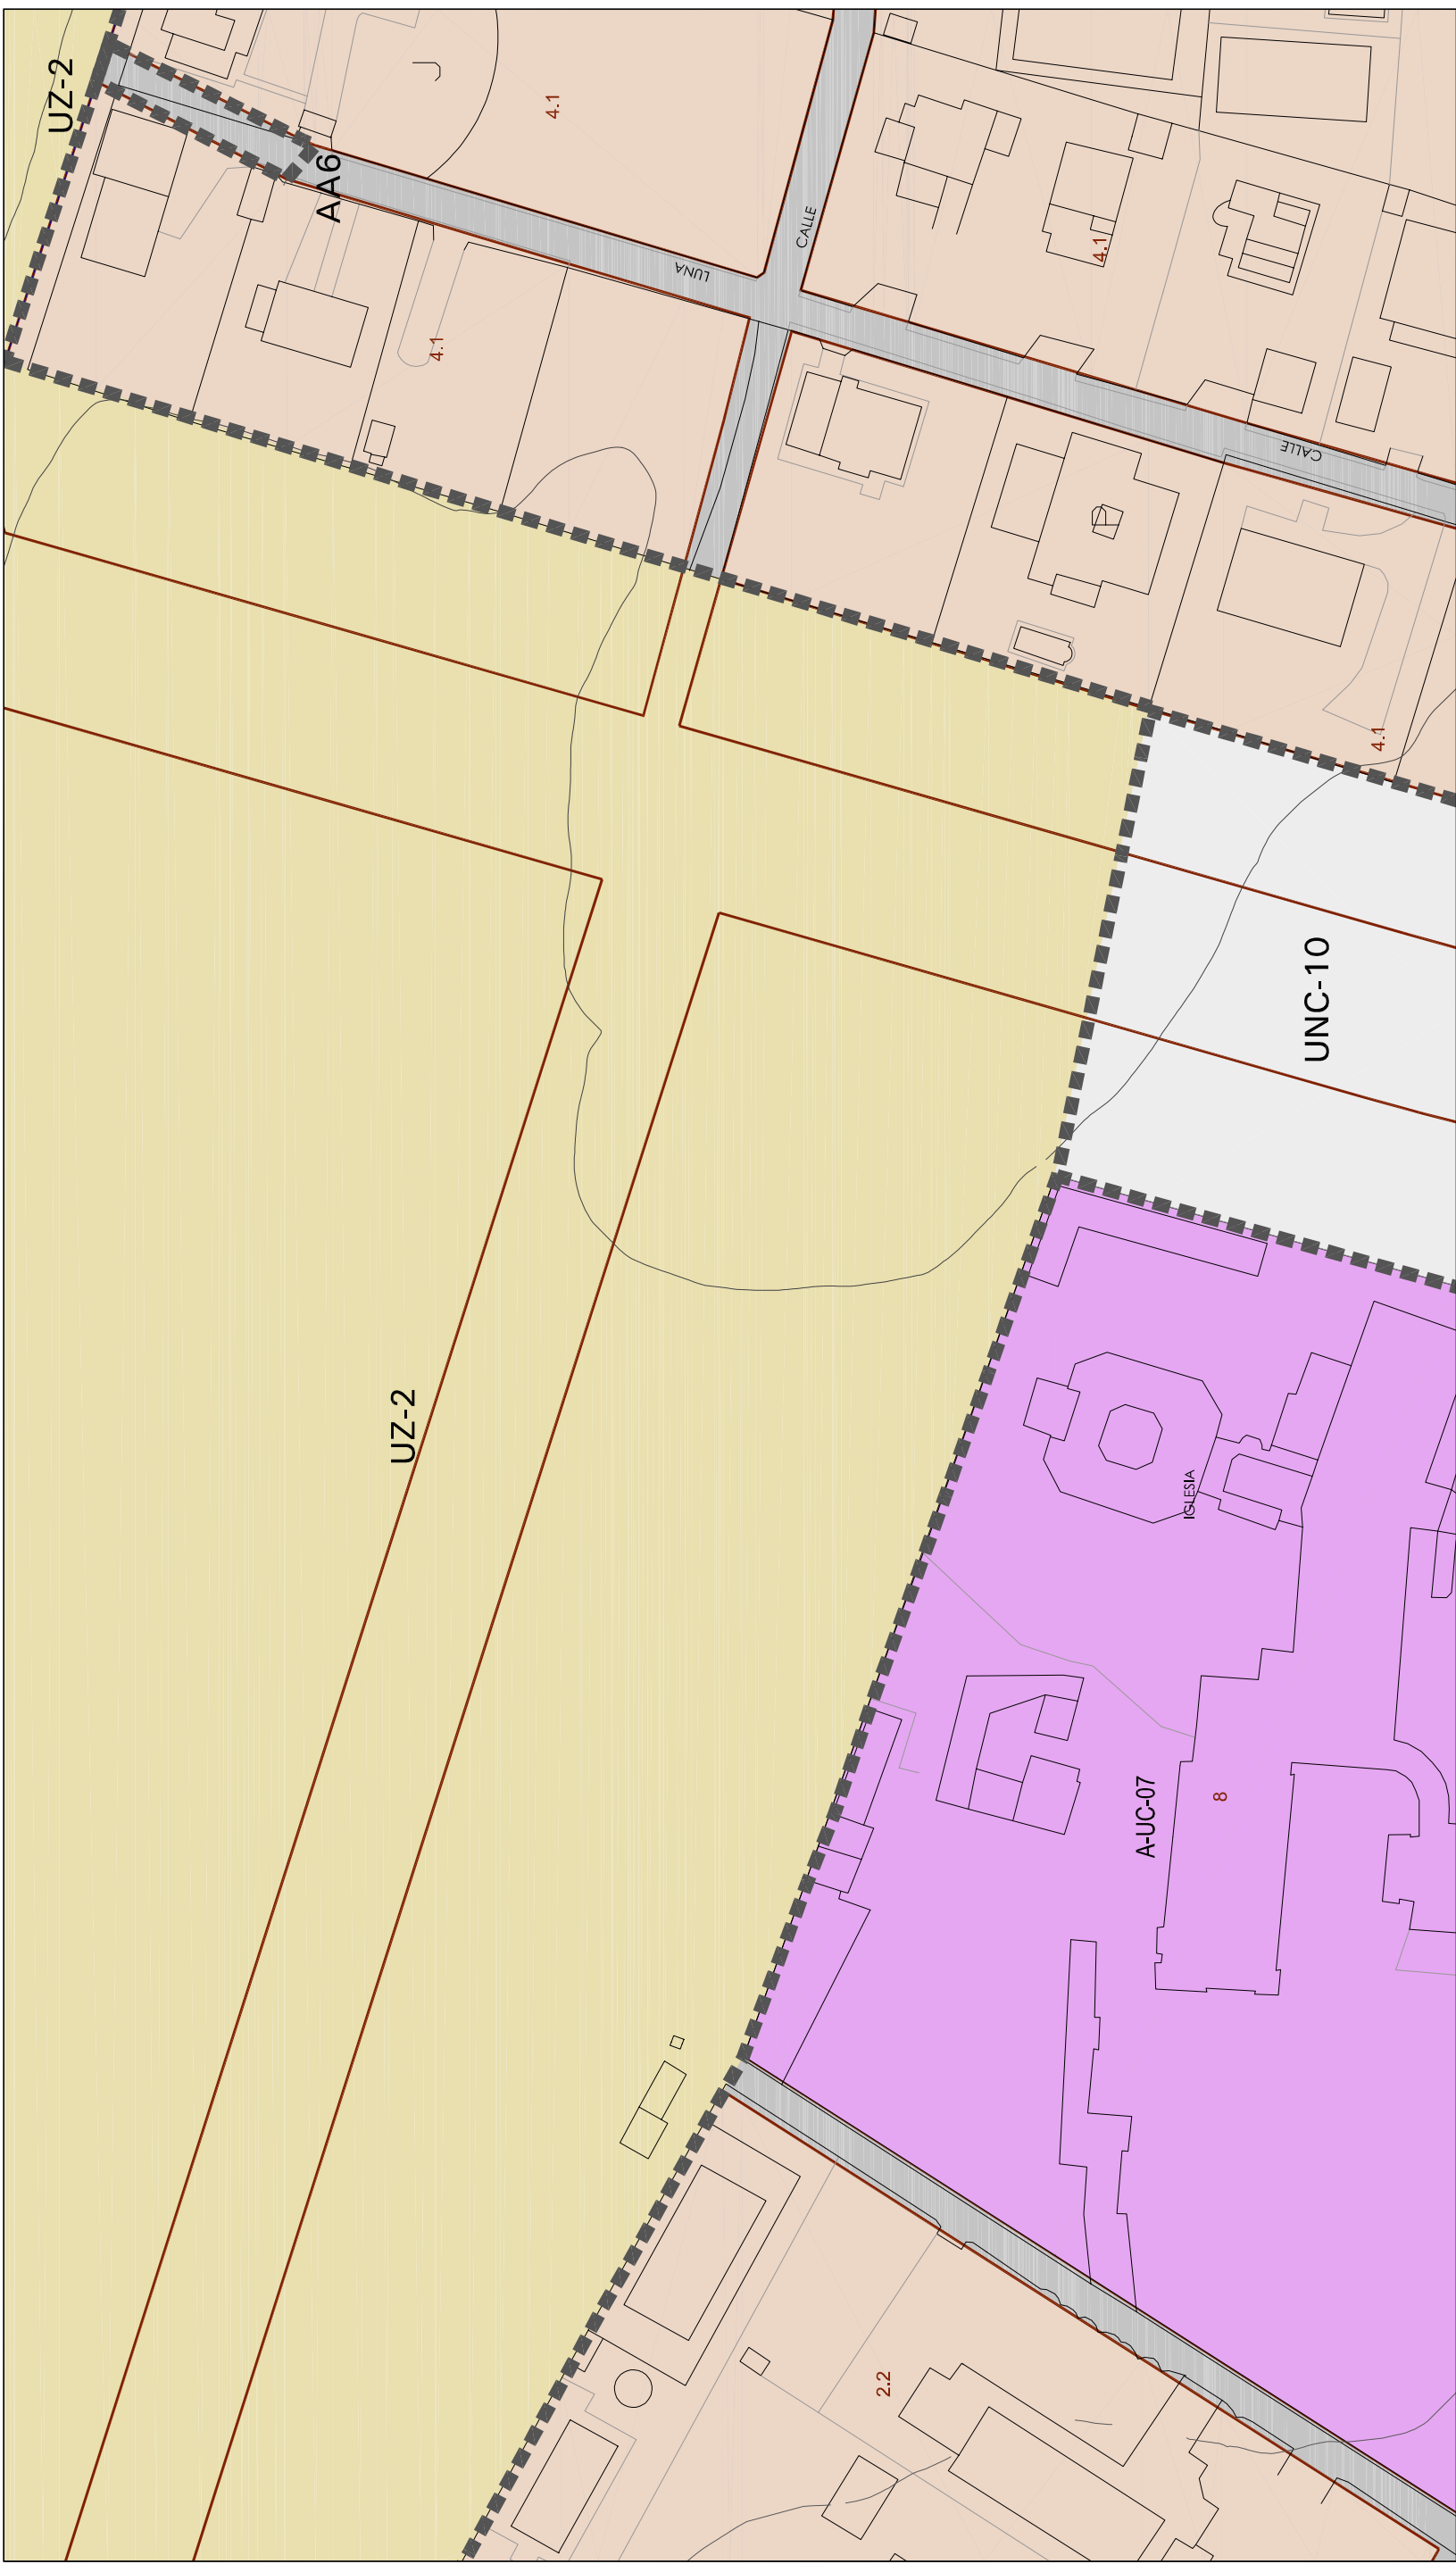 UZ-2
4.1
AA6
CALLE
4.1
LUNA
4.1
CALLE
4.1
UNC-10
UZ-2
IGLESIA
A-UC-07
8
2.2